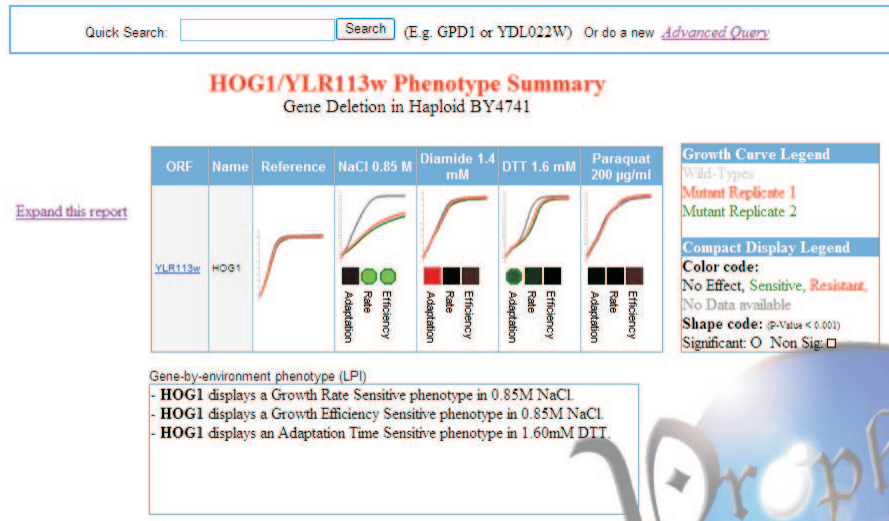 Quick Search: Search (E.g. GPD1 or YDL022W) Or do a new Advanced Query
HOG1/YLR113w Phenotype Summary
Gene Deletion in Haploid BY4741
Expand this report
ORF Name Reference NaCl 0.85 M Diamide 1.4 mM DTT 1.6 mM Paraquat 200 µg/ml
YLR113w HOG1
Adaptation Rate Efficiency Adaptation Rate Efficiency Adaptation Rate Efficiency Adaptation Rate Efficiency
Growth Curve Legend
Wild-Types
Mutant Replicate 1
Mutant Replicate 2
Compact Display Legend
Color code:
No Effect, Sensitive, Resistant,
No Data available
Shape code: (P-Value < 0.001)
Significant: O Non Sig: □
Gene-by-environment phenotype (LPI)
- HOG1 displays a Growth Rate Sensitive phenotype in 0.85M NaCl.
- HOG1 displays a Growth Efficiency Sensitive phenotype in 0.85M NaCl.
- HOG1 displays an Adaptation Time Sensitive phenotype in 1.60mM DTT.